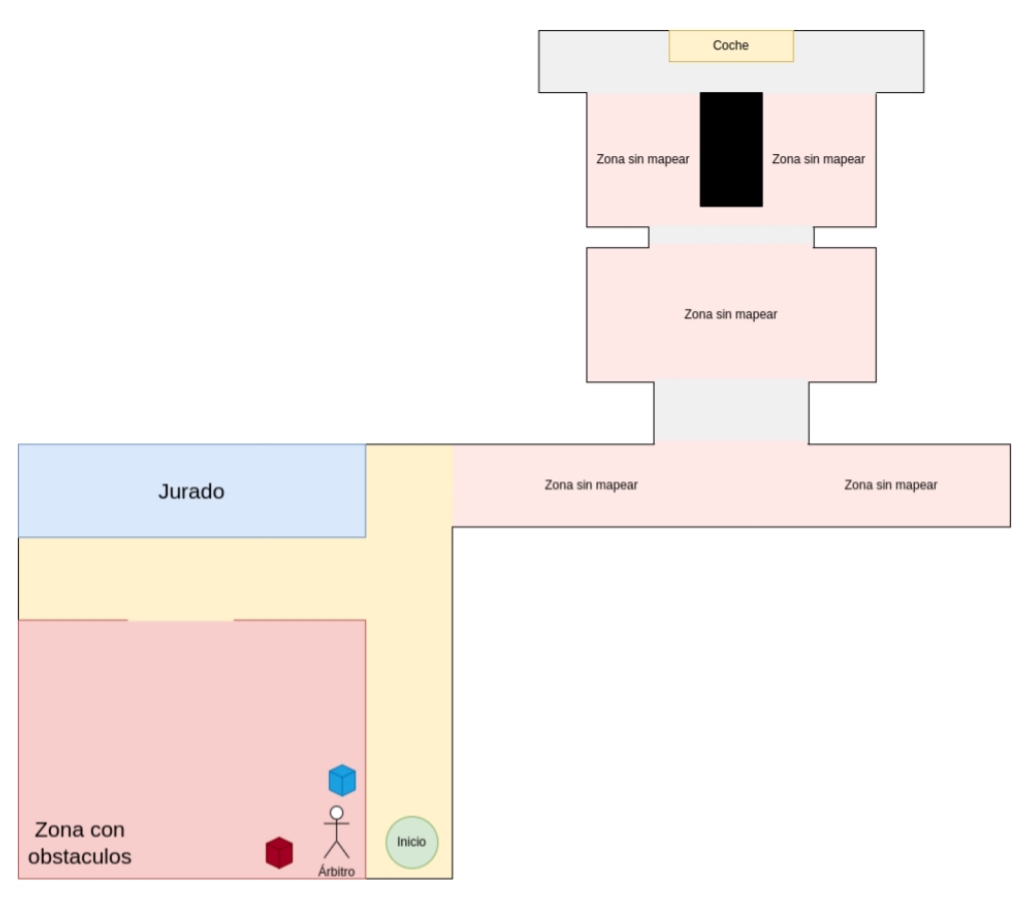 Coche
Zona sin mapear
Zona sin mapear
Zona sin mapear
Jurado
Zona sin mapear
Zona sin mapear
Zona con
obstaculos
Inicio
Árbitro